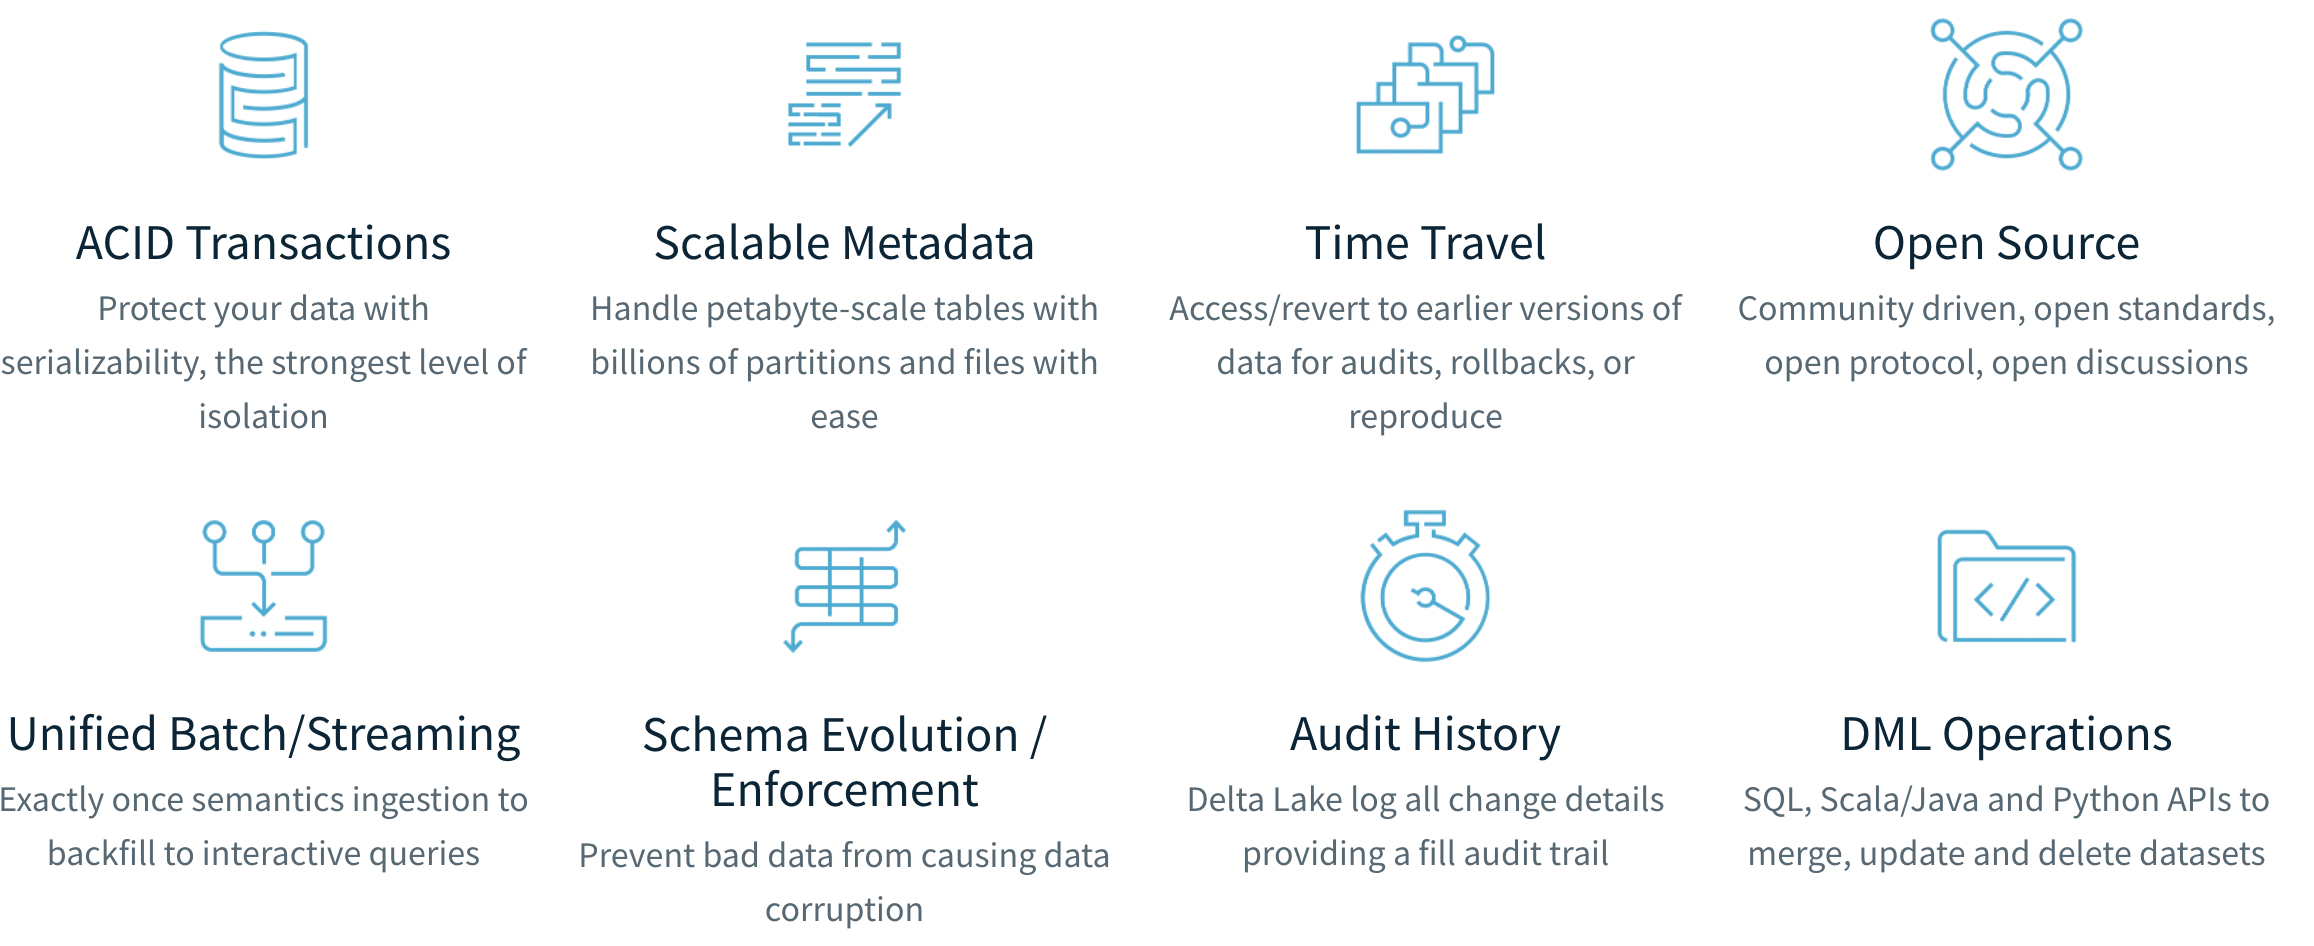 ACID Transactions
Protect your data with
serializability, the strongest level of
isolation
Scalable Metadata
Handle petabyte-scale tables with
billions of partitions and files with
ease
Time Travel
Access/revert to earlier versions of
data for audits, rollbacks, or
reproduce
Open Source
Community driven, open standards,
open protocol, open discussions
Unified Batch/Streaming
Exactly once semantics ingestion to
backfill to interactive queries
Schema Evolution /
Enforcement
Prevent bad data from causing data
corruption
Audit History
Delta Lake log all change details
providing a fill audit trail
DML Operations
SQL, Scala/Java and Python APIs to
merge, update and delete datasets